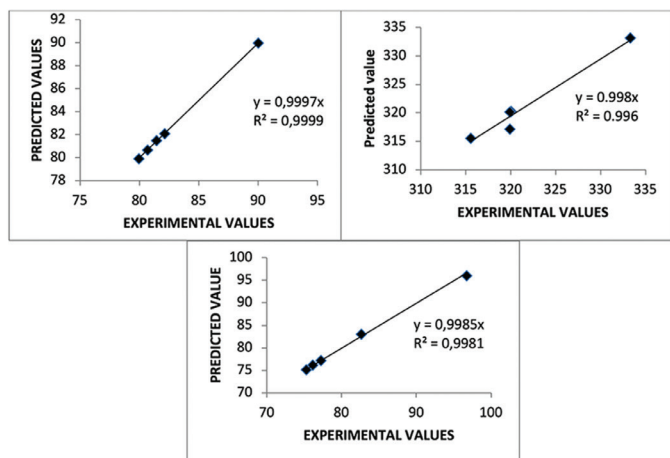 92
90
88
86
84
82
80
78
PREDICTED VALUES
y = 0,9997x
R² = 0,9999
75 80 85 90 95
EXPERIMENTAL VALUES
335
330
325
320
315
310
Predicted value
y = 0.998x
R² = 0.996
310 315 320 325 330 335
EXPERIMENTAL VALUES
100
95
90
85
80
75
70
PREDICTED VALUE
y = 0,9985x
R² = 0,9981
70 80 90 100
EXPERIMENTAL VALUES